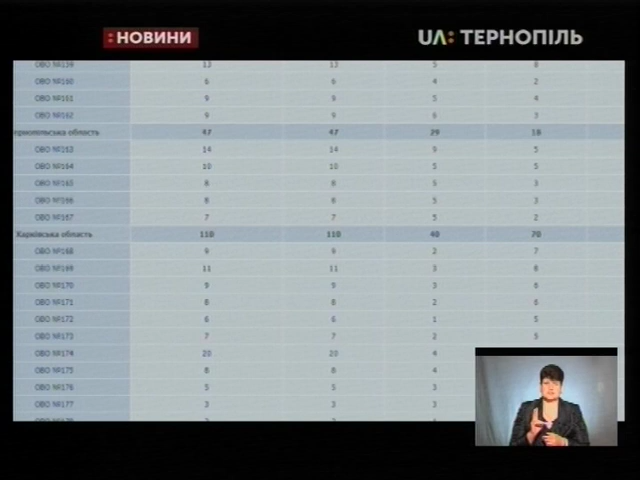 :НОВИНИ
UA: ТЕРНОПІЛЬ
ОВО №159 13 13 5 8
ОВО №160 6 6 4 2
ОВО №161 9 9 5 4
ОВО №162 9 9 6 3
ернопільська область 47 47 29 18
ОВО №163 14 14 9 5
ОВО №164 10 10 5 5
ОВО №165 8 8 5 3
ОВО №166 8 8 5 3
ОВО №167 7 7 5 2
Харківська область 110 110 40 70
ОВО №168 9 9 2 7
ОВО №169 11 11 3 8
ОВО №170 9 9 3 6
ОВО №171 8 8 2 6
ОВО №172 6 6 1 5
ОВО №173 7 7 2 5
ОВО №174 20 20 4
ОВО №175 8 8 4
ОВО №176 5 5 3
ОВО №177 3 3 3